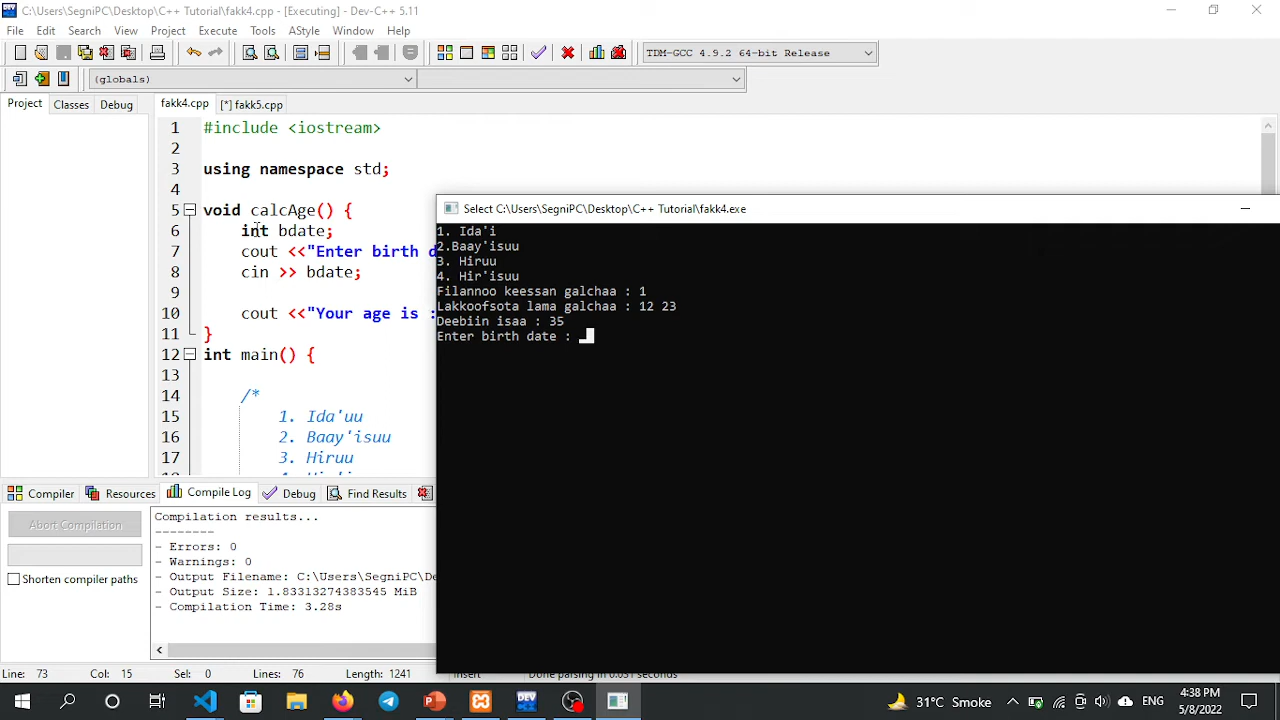 C:\Users\SegniPC\Desktop\C++ Tutorial\fakk4.cpp - [Executing] - Dev-C++ 5.11
File Edit Search View Project Execute Tools AStyle Window Help
TDM-GCC 4.9.2 64-bit Release
(globals)
Project Classes Debug fakk4.cpp [*] fakk5.cpp
1 #include <iostream>
2
3 using namespace std;
4
5 void calcAge() {
6 int bdate;
7 cout <<"Enter birth d
8 cin >> bdate;
9
10 cout <<"Your age is :
11 }
12 int main() {
13
14 /*
15 1. Ida'uu
16 2. Baay'isuu
17 3. Hiruu
Select C:\Users\SegniPC\Desktop\C++ Tutorial\fakk4.exe
1. Ida'i
2.Baay'isuu
3. Hiruu
4. Hir'isuu
Filannoo keessan galchaa : 1
Lakkoofsota lama galchaa : 12 23
Deebiin isaa : 35
Enter birth date :
Compiler Resources Compile Log Debug Find Results
Abort Compilation
Shorten compiler paths
Compilation results...
--------
- Errors: 0
- Warnings: 0
- Output Filename: C:\Users\SegniPC\De
- Output Size: 1.83313274383545 MiB
- Compilation Time: 3.28s
Line: 73 Col: 15 Sel: 0 Lines: 76 Length: 1241 Insert Done parsing in 0.031 seconds
31°C Smoke ENG 4:38 PM
5/8/2022